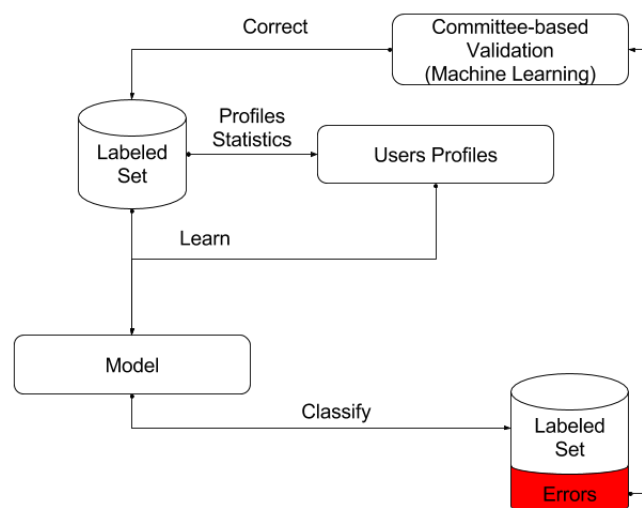 Correct
Committee-based
Validation
(Machine Learning)
Profiles
Statistics
Labeled
Set
Users Profiles
Learn
Model
Classify
Labeled
Set
Errors